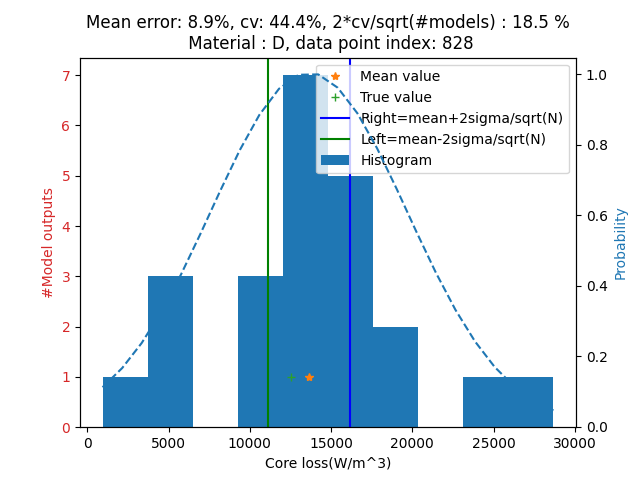 Mean error: 8.9%, cv: 44.4%, 2*cv/sqrt(#models) : 18.5 %
Material : D, data point index: 828
Mean value
True value
Right=mean+2sigma/sqrt(N)
Left=mean-2sigma/sqrt(N)
Histogram
#Model outputs
7
6
5
4
3
2
1
0
1.0
0.8
0.6
0.4
0.2
0.0
Probability
0
5000
10000
15000
20000
25000
30000
Core loss(W/m^3)